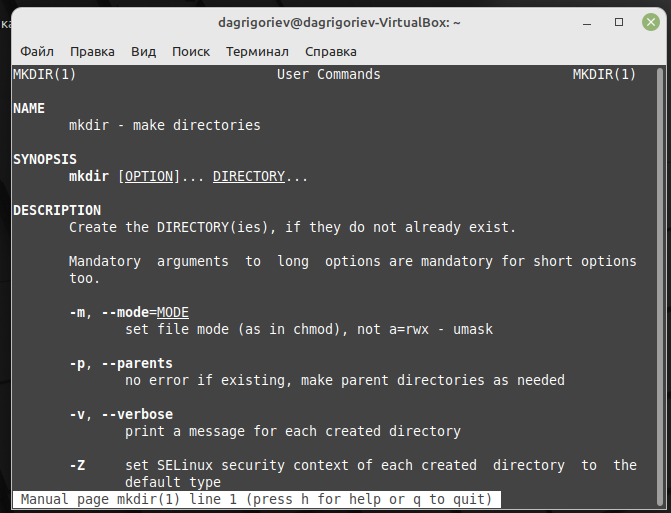 ка
dagrigoriev@dagrigoriev-VirtualBox: ~
Файл Правка Вид Поиск Терминал Справка
MKDIR(1) User Commands MKDIR(1)
NAME
mkdir - make directories
SYNOPSIS
mkdir [OPTION]... DIRECTORY...
DESCRIPTION
Create the DIRECTORY(ies), if they do not already exist.
Mandatory arguments to long options are mandatory for short options
too.
-m, --mode=MODE
set file mode (as in chmod), not a=rwx - umask
-p, --parents
no error if existing, make parent directories as needed
-v, --verbose
print a message for each created directory
-Z set SELinux security context of each created directory to the
default type
Manual page mkdir(1) line 1 (press h for help or q to quit)